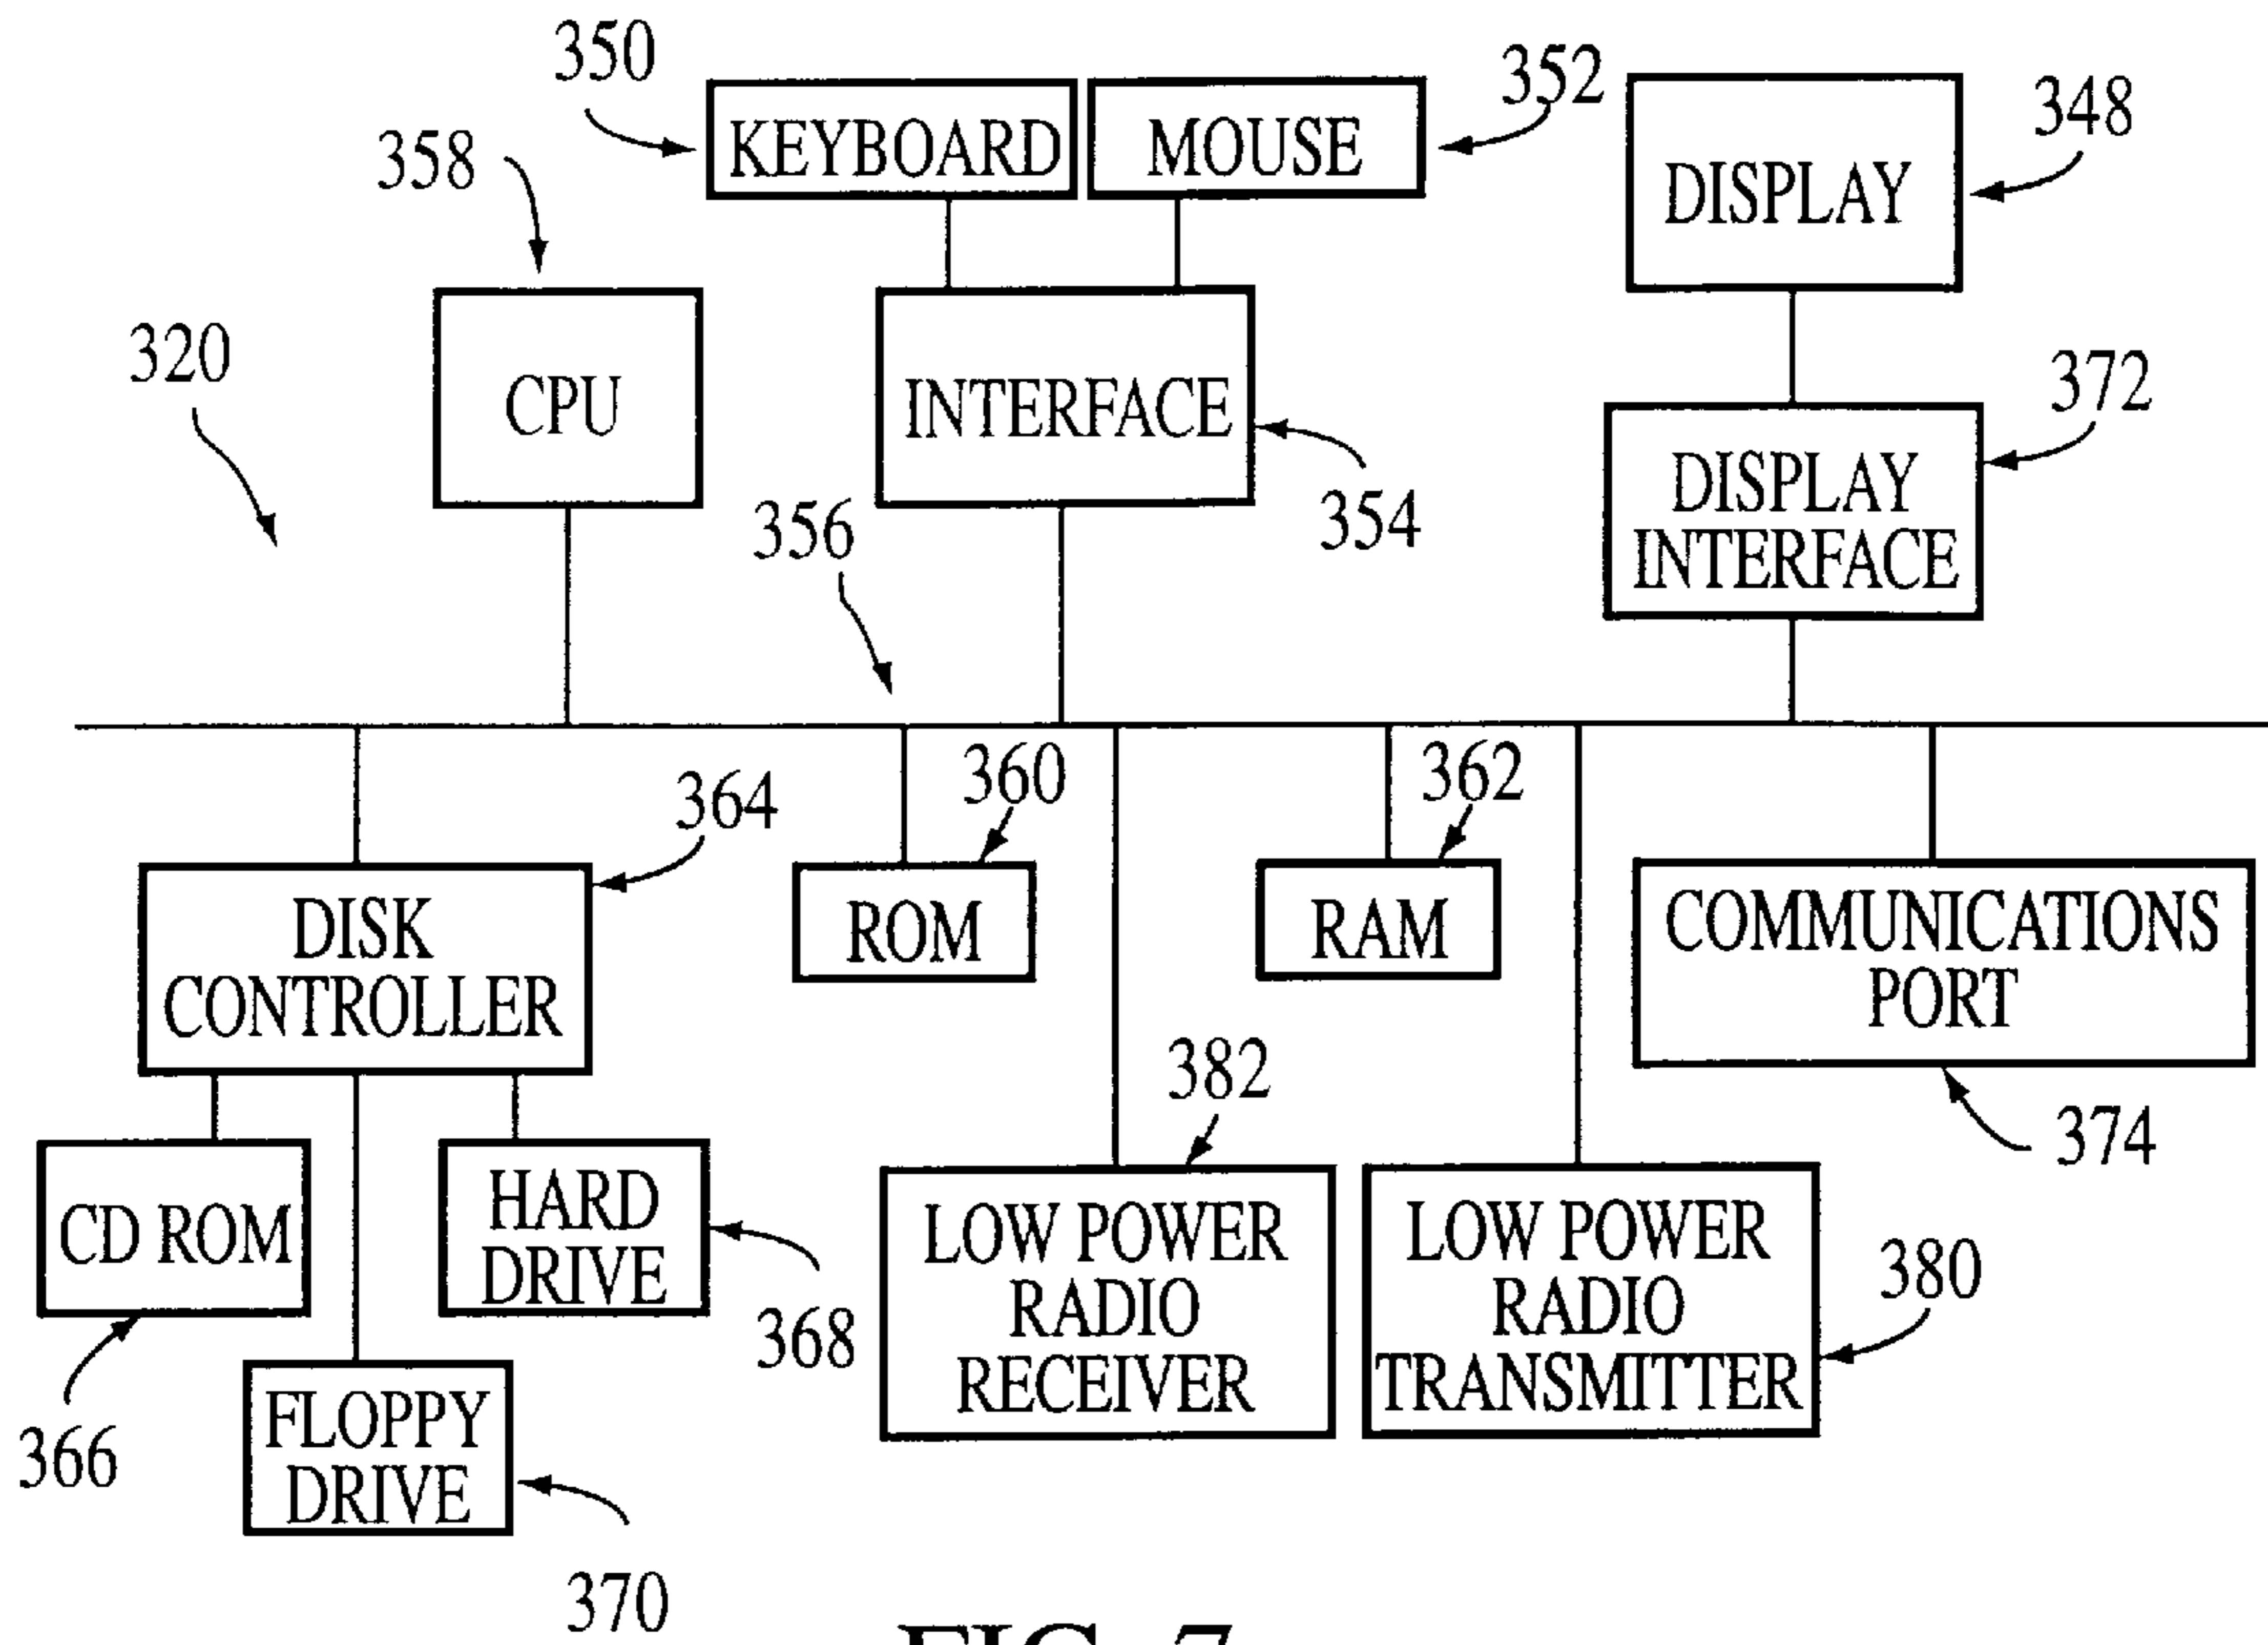 350
KEYBOARD
MOUSE
352
DISPLAY
348
358
320
CPU
INTERFACE
354
372
DISPLAY
INTERFACE
356
364
360
362
DISK
CONTROLLER
ROM
RAM
COMMUNICATIONS
PORT
374
382
CD ROM
366
HARD
DRIVE
368
FLOPPY
DRIVE
370
LOW POWER
RADIO
RECEIVER
LOW POWER
RADIO
TRANSMITTER
380
FIG. 7